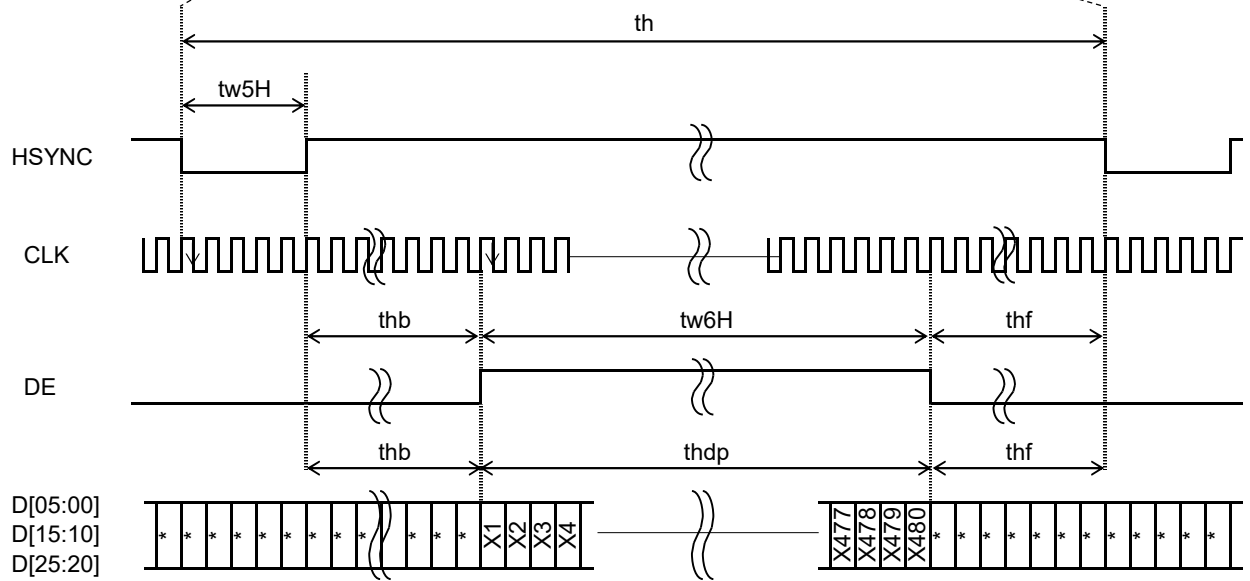 th
tw5H
HSYNC
CLK
thb tw6H thf
DE
thb thdp thf
D[05:00]
D[15:10]
D[25:20]
* * * * * * * * * * * * X1 X2 X3 X4 X477 X478 X479 X480 * * * * * * * * * * * *